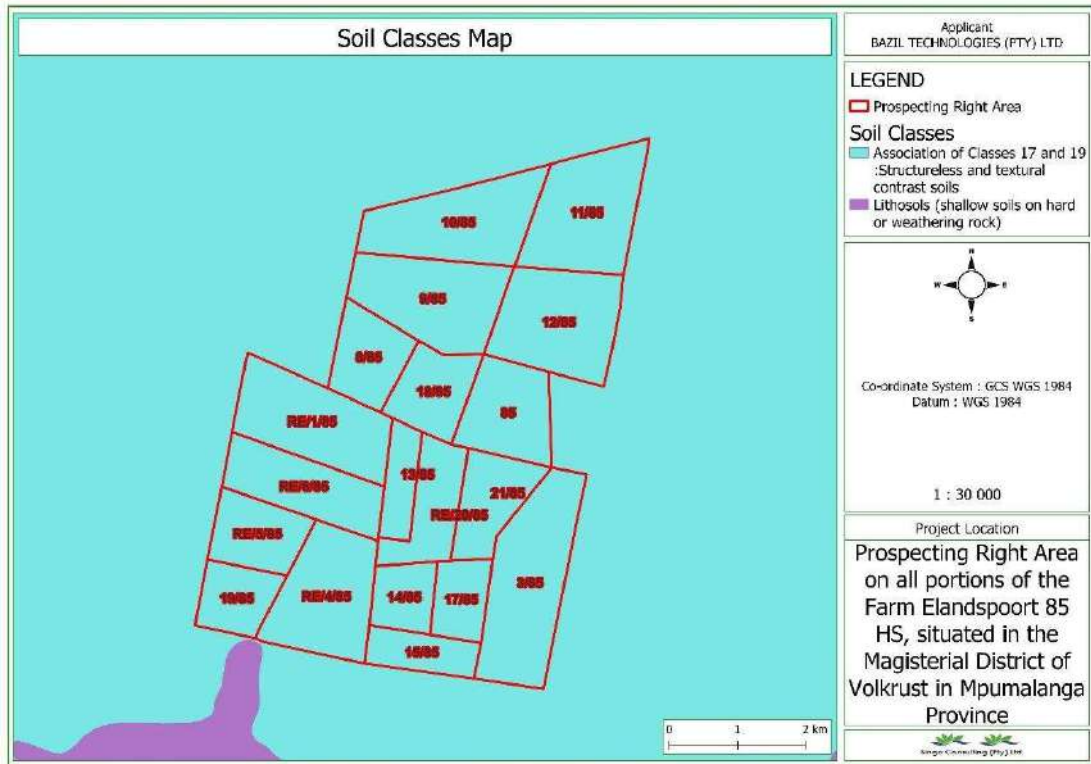 Soil Classes Map
Applicant
BAZIL TECHNOLOGIES (PTY) LTD
LEGEND
Prospecting Right Area
Soil Classes
Association of Classes 17 and 19
:Structureless and textural
contrast soils
Lithosols (shallow soils on hard
or weathering rock)
N
W E
S
Co-ordinate System : GCS WGS 1984
Datum : WGS 1984
1 : 30 000
Project Location
Prospecting Right Area
on all portions of the
Farm Elandspoort 85
HS, situated in the
Magisterial District of
Volkrust in Mpumalanga
Province
Singo Consulting (Pty) Ltd
11/85
10/85
9/85
12/85
8/85
18/85
85
RE/1/85
13/85
RE/6/85
21/85
RE/20/85
RE/5/85
3/85
19/85
RE/4/85
14/85
17/85
15/85
0 1 2 km